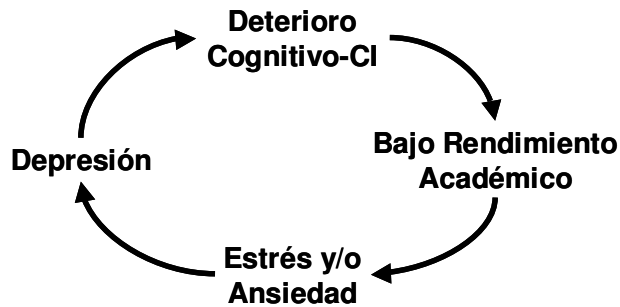 Deterioro
Cognitivo-CI
Bajo Rendimiento
Académico
Estrés y/o
Ansiedad
Depresión